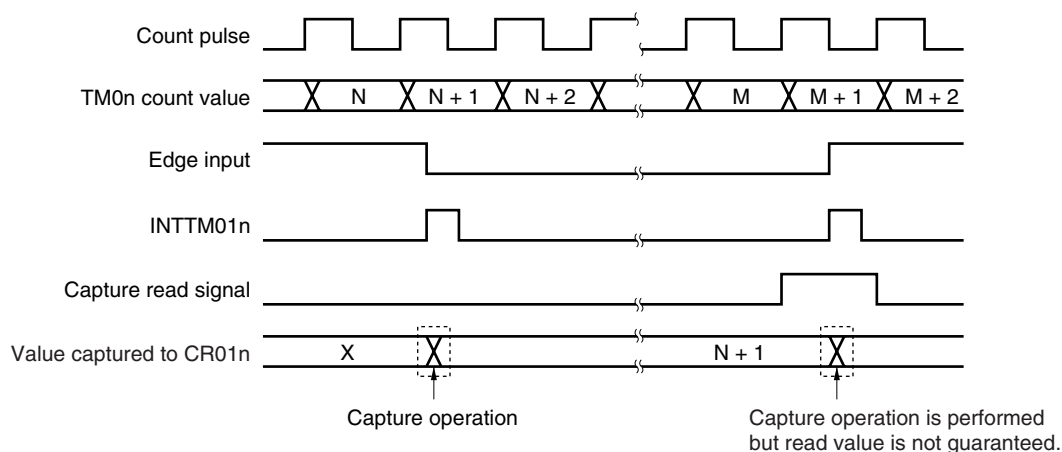 Count pulse
TM0n count value
N
N + 1
N + 2
M
M + 1
M + 2
Edge input
INTTM01n
Capture read signal
Value captured to CR01n
X
N + 1
Capture operation
Capture operation is performed
but read value is not guaranteed.